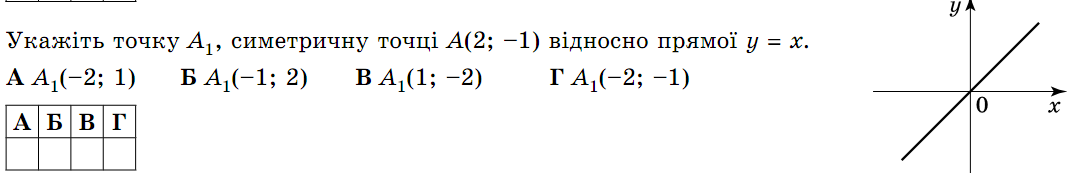 Укажіть точку A₁, симетричну точці A(2; −1) відносно прямої y = x.
А A₁(−2; 1) Б A₁(−1; 2) В A₁(1; −2) Г A₁(−2; −1)
А Б В Г
y
0
x